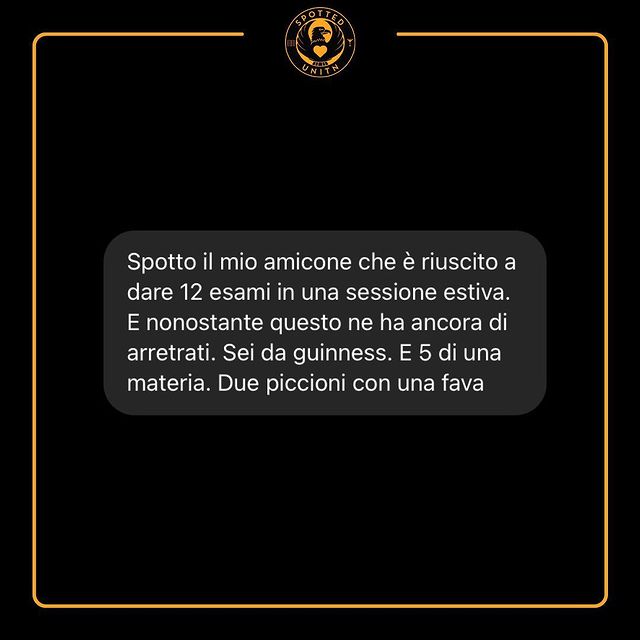 SPOTTED
UNITN
Spotto il mio amicone che è riuscito a
dare 12 esami in una sessione estiva.
E nonostante questo ne ha ancora di
arretrati. Sei da guinness. E 5 di una
materia. Due piccioni con una fava